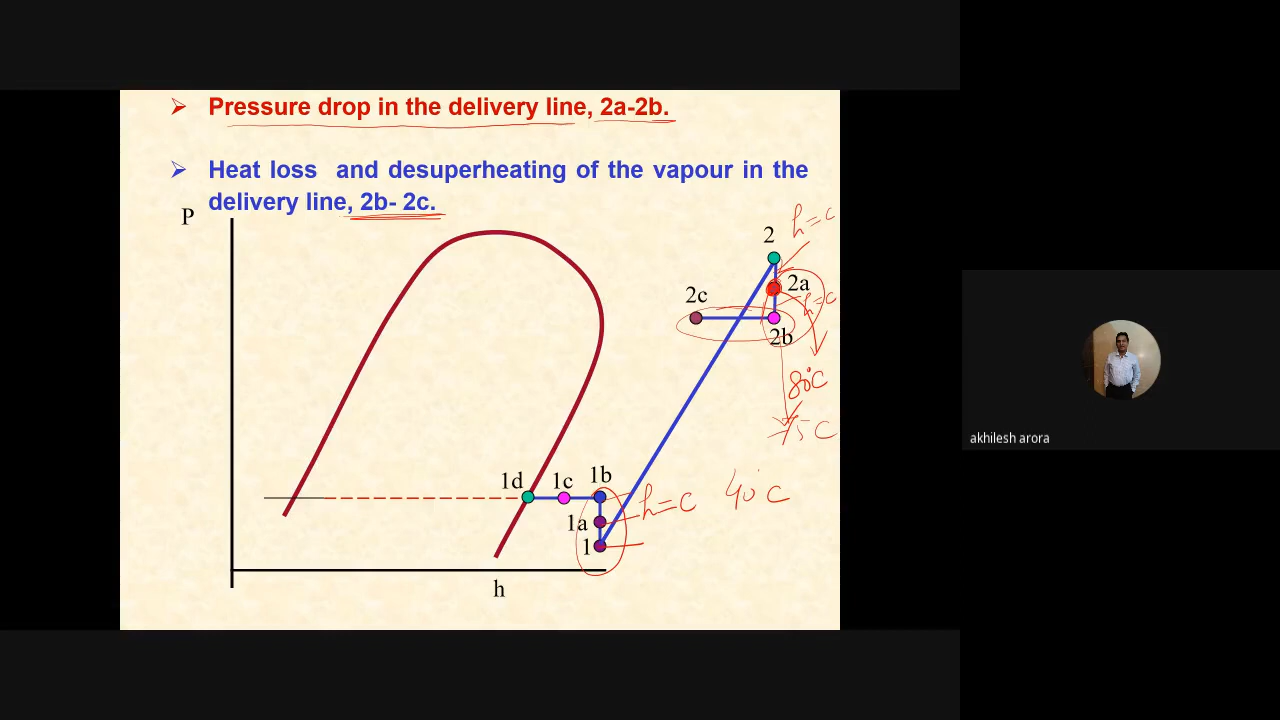 ➢ Pressure drop in the delivery line, 2a-2b.
➢ Heat loss and desuperheating of the vapour in the
delivery line, 2b- 2c.
P
2
h=c
2c
2a
h=c
2b
80°C
75C
1d
1c
1b
h=c
40°C
1a
1
h
akhilesh arora